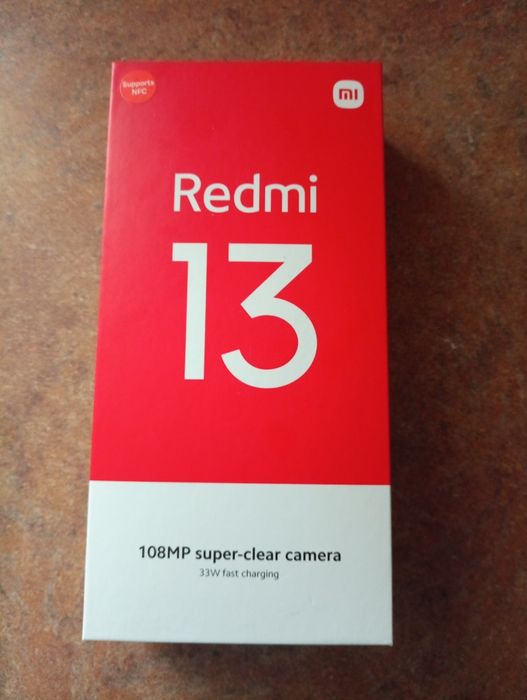 Supports
NFC
mi
Redmi
13
108MP super-clear camera
33W fast charging